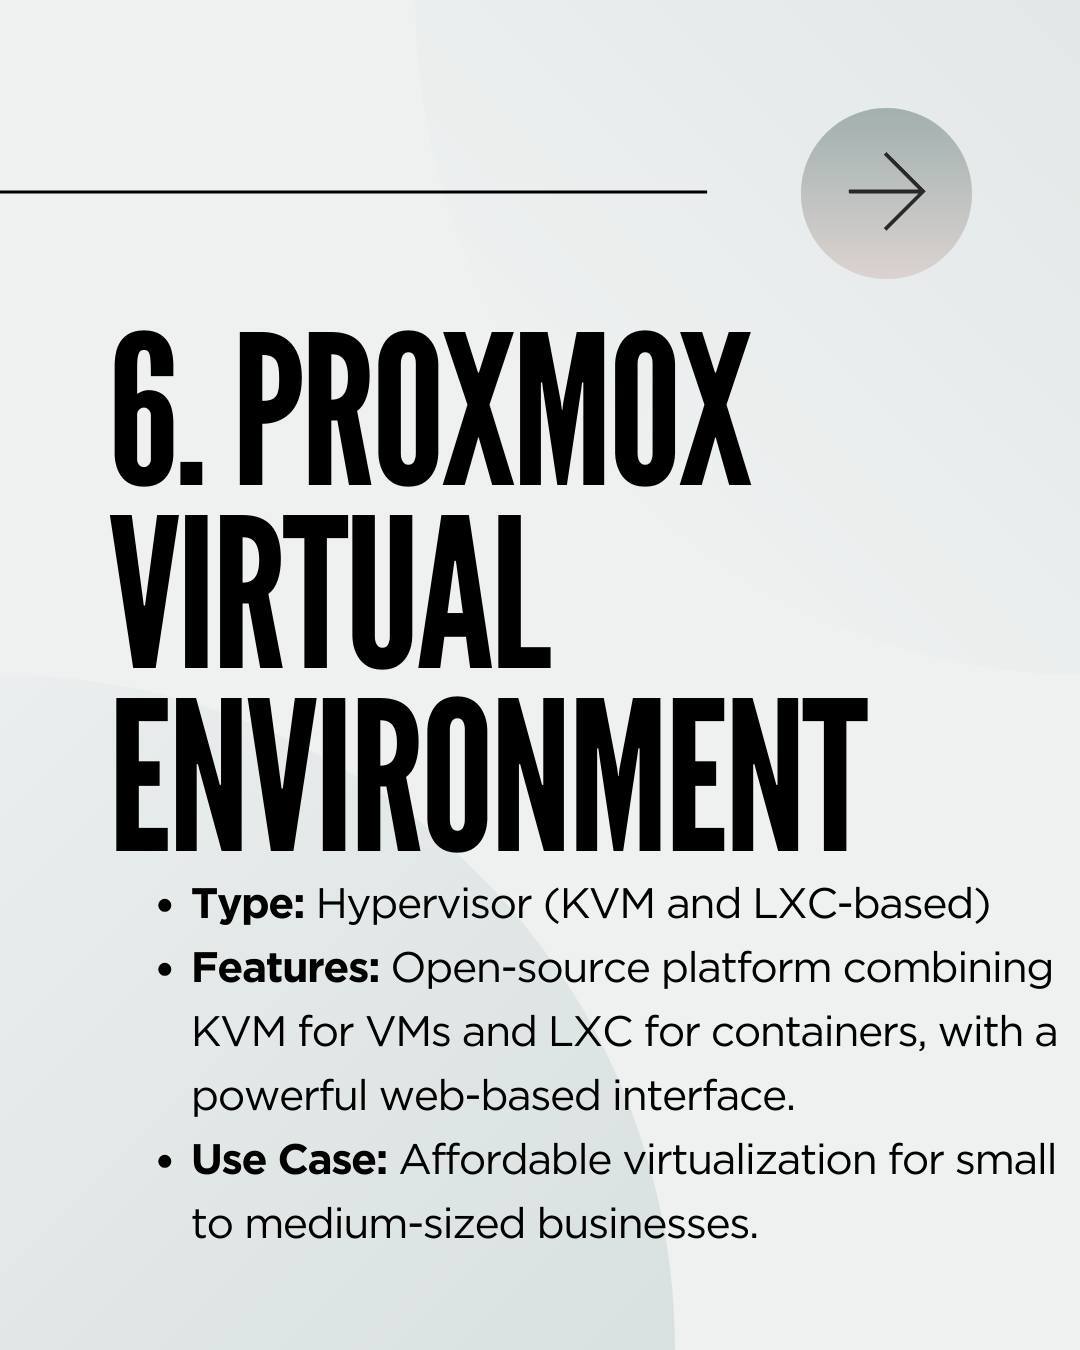 6. PROXMOX
VIRTUAL
ENVIRONMENT
• Type: Hypervisor (KVM and LXC-based)
• Features: Open-source platform combining
KVM for VMs and LXC for containers, with a
powerful web-based interface.
• Use Case: Affordable virtualization for small
to medium-sized businesses.